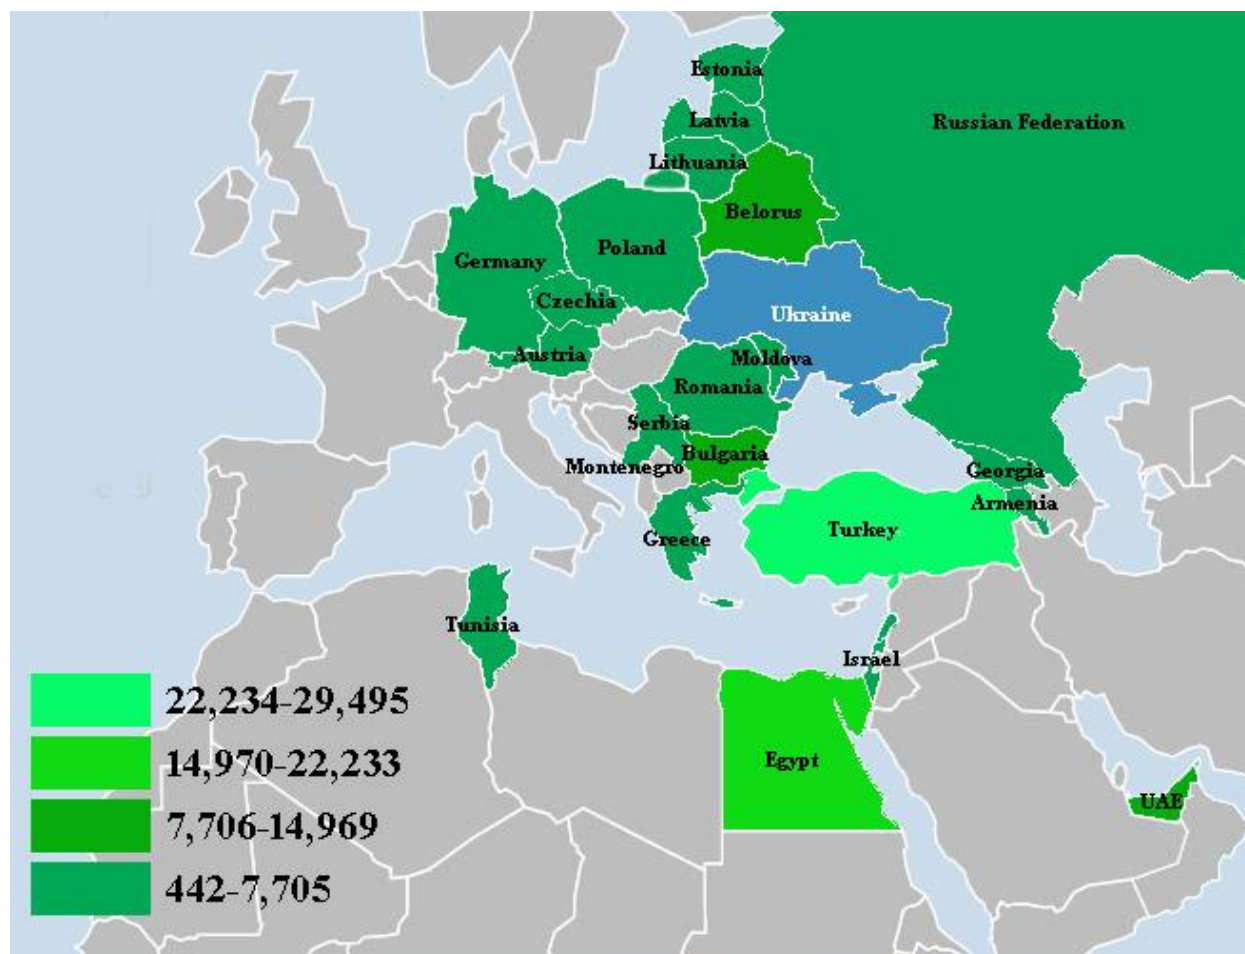 Estonia
Latvia
Russian Federation
Lithuania
Belorus
Poland
Germany
Czechia
Ukraine
Austria
Moldova
Romania
Serbia
Bulgaria
Montenegro
Georgia
Armenia
Turkey
Greece
Tunisia
Israel
Egypt
UAE
22,234-29,495
14,970-22,233
7,706-14,969
442-7,705